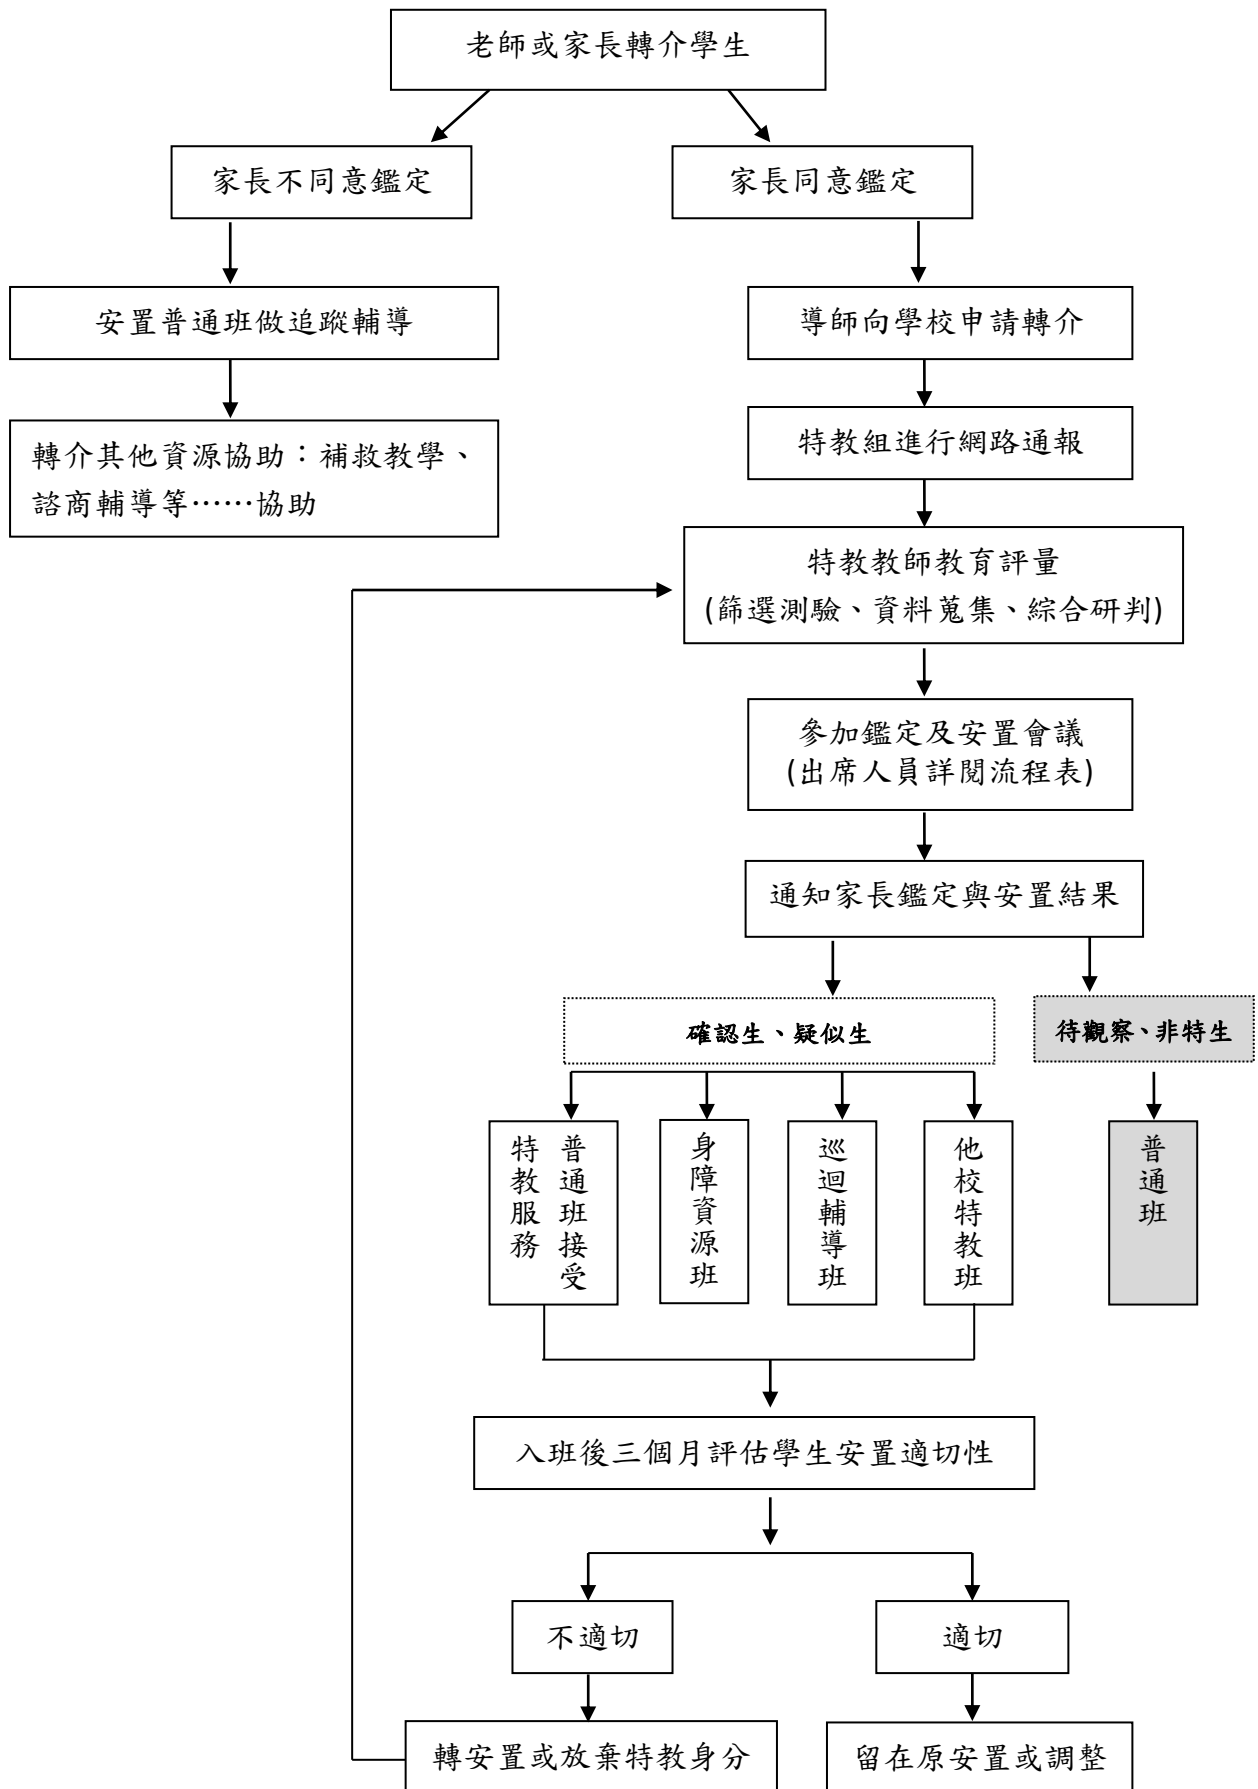 老師或家長轉介學生
家長不同意鑑定
家長同意鑑定
安置普通班做追蹤輔導
導師向學校申請轉介
轉介其他資源協助：補救教學、
諮商輔導等……協助
特教組進行網路通報
特教教師教育評量
(篩選測驗、資料蒐集、綜合研判)
參加鑑定及安置會議
(出席人員詳閱流程表)
通知家長鑑定與安置結果
確認生、疑似生
待觀察、非特生
普通班接受
特教服務
身障資源班
巡迴輔導班
他校特教班
普通班
入班後三個月評估學生安置適切性
不適切
適切
轉安置或放棄特教身分
留在原安置或調整